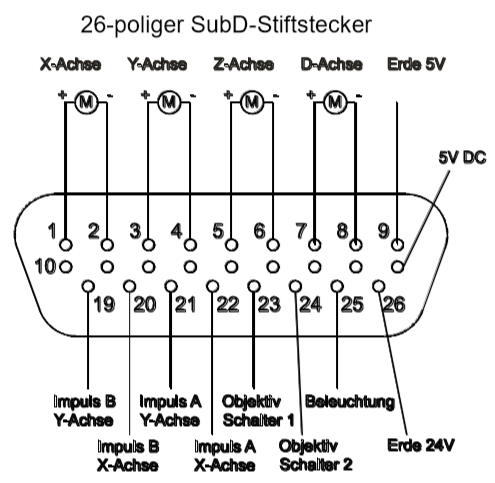 26-poliger SubD-Stiftstecker
X-Achse Y-Achse Z-Achse D-Achse Erde 5V
+ M - + M - + M - + M -
5V DC
1 2 3 4 5 6 7 8 9
10
19 20 21 22 23 24 25 26
Impuls B Impuls A Objektiv Beleuchtung
Y-Achse Y-Achse Schalter 1
Impuls B Impuls A Objektiv Erde 24V
X-Achse X-Achse Schalter 2